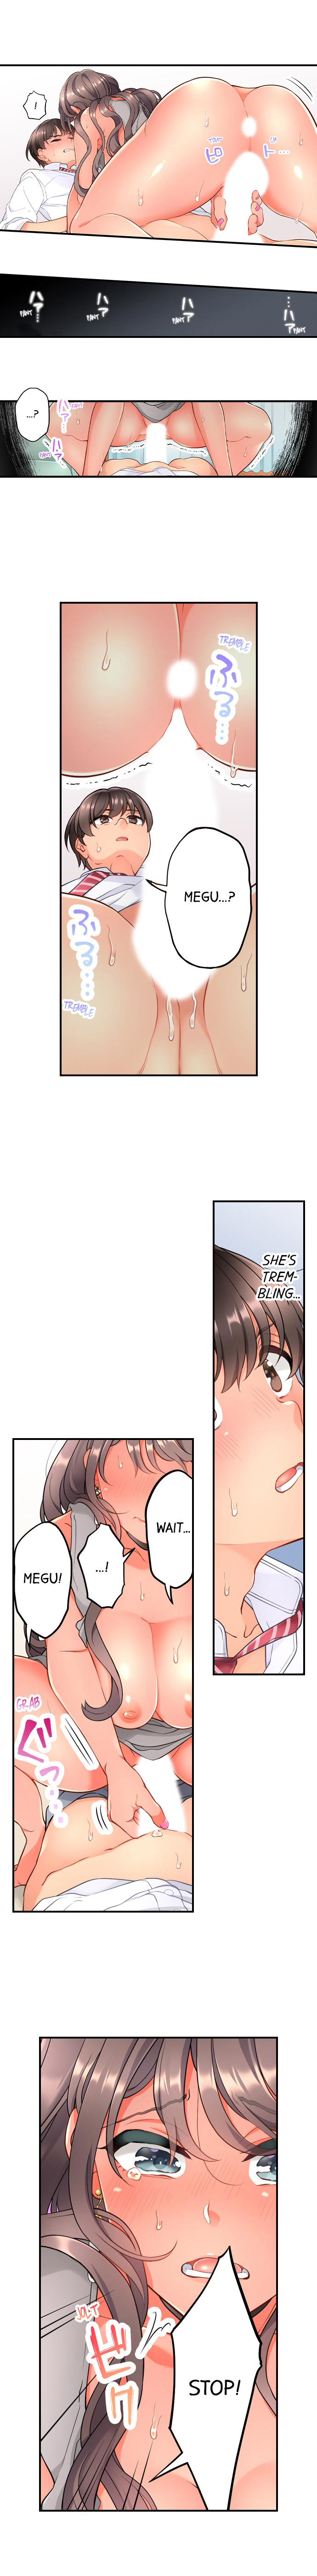 !
ピト…
ハァ…
PANT
ハァ
PANT
ハァ
PANT
…ハァ
PANT
...?
ハァ…
PANT
ハァ
PANT
TREMBLE
ふる…
MEGU...?
ふる…
TREMBLE
SHE'S
TREM-
BLING...
WAIT...
...!
MEGU!
GRAB
ぐっ…
JOLT
ビク
STOP!